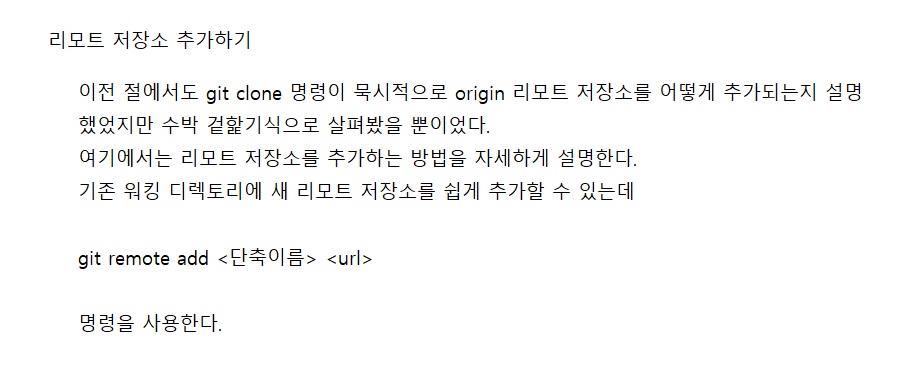 리모트 저장소 추가하기
이전 절에서도 git clone 명령이 묵시적으로 origin 리모트 저장소를 어떻게 추가되는지 설명
했었지만 수박 겉핥기식으로 살펴봤을 뿐이었다.
여기에서는 리모트 저장소를 추가하는 방법을 자세하게 설명한다.
기존 워킹 디렉토리에 새 리모트 저장소를 쉽게 추가할 수 있는데
git remote add <단축이름> <url>
명령을 사용한다.